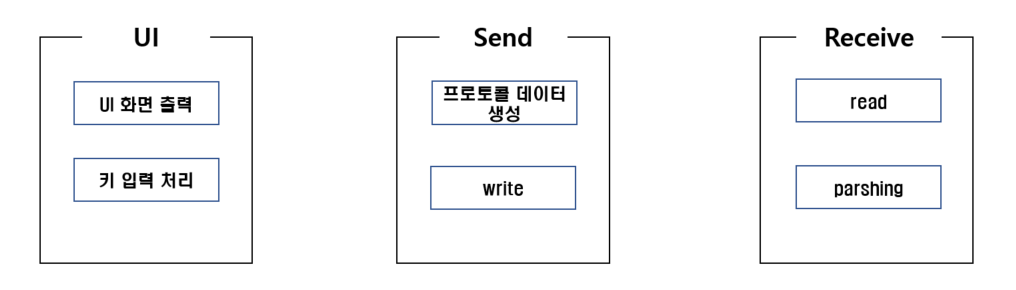 UI
UI 화면 출력
키 입력 처리
Send
프로토콜 데이터
생성
write
Receive
read
parshing